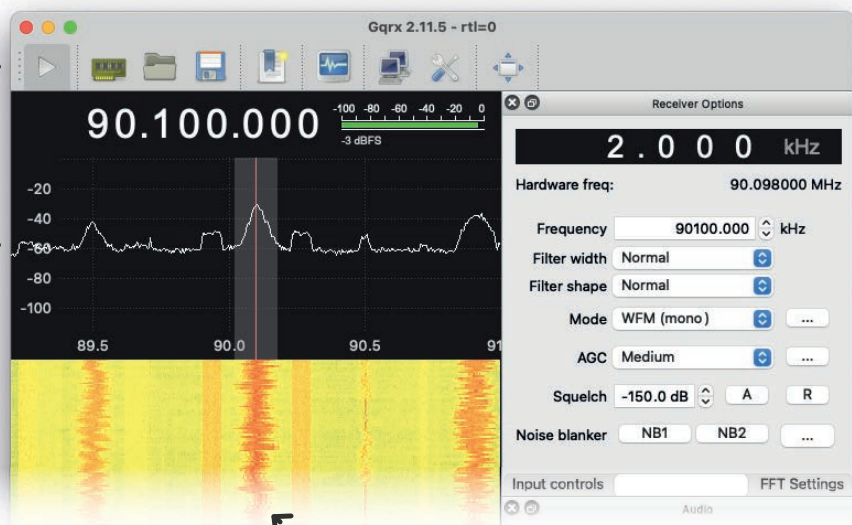 Gqrx 2.11.5 - rtl=0
90.100.000
-100 -80 -60 -40 -20 0
-3 dBFS
-20
-40
-60
-80
-100
89.5 90.0 90.5 91
Receiver Options
2.000 kHz
Hardware freq: 90.098000 MHz
Frequency 90100.000 kHz
Filter width Normal
Filter shape Normal
Mode WFM (mono) ...
AGC Medium ...
Squelch -150.0 dB A R
Noise blanker NB1 NB2 ...
Input controls FFT Settings
Audio